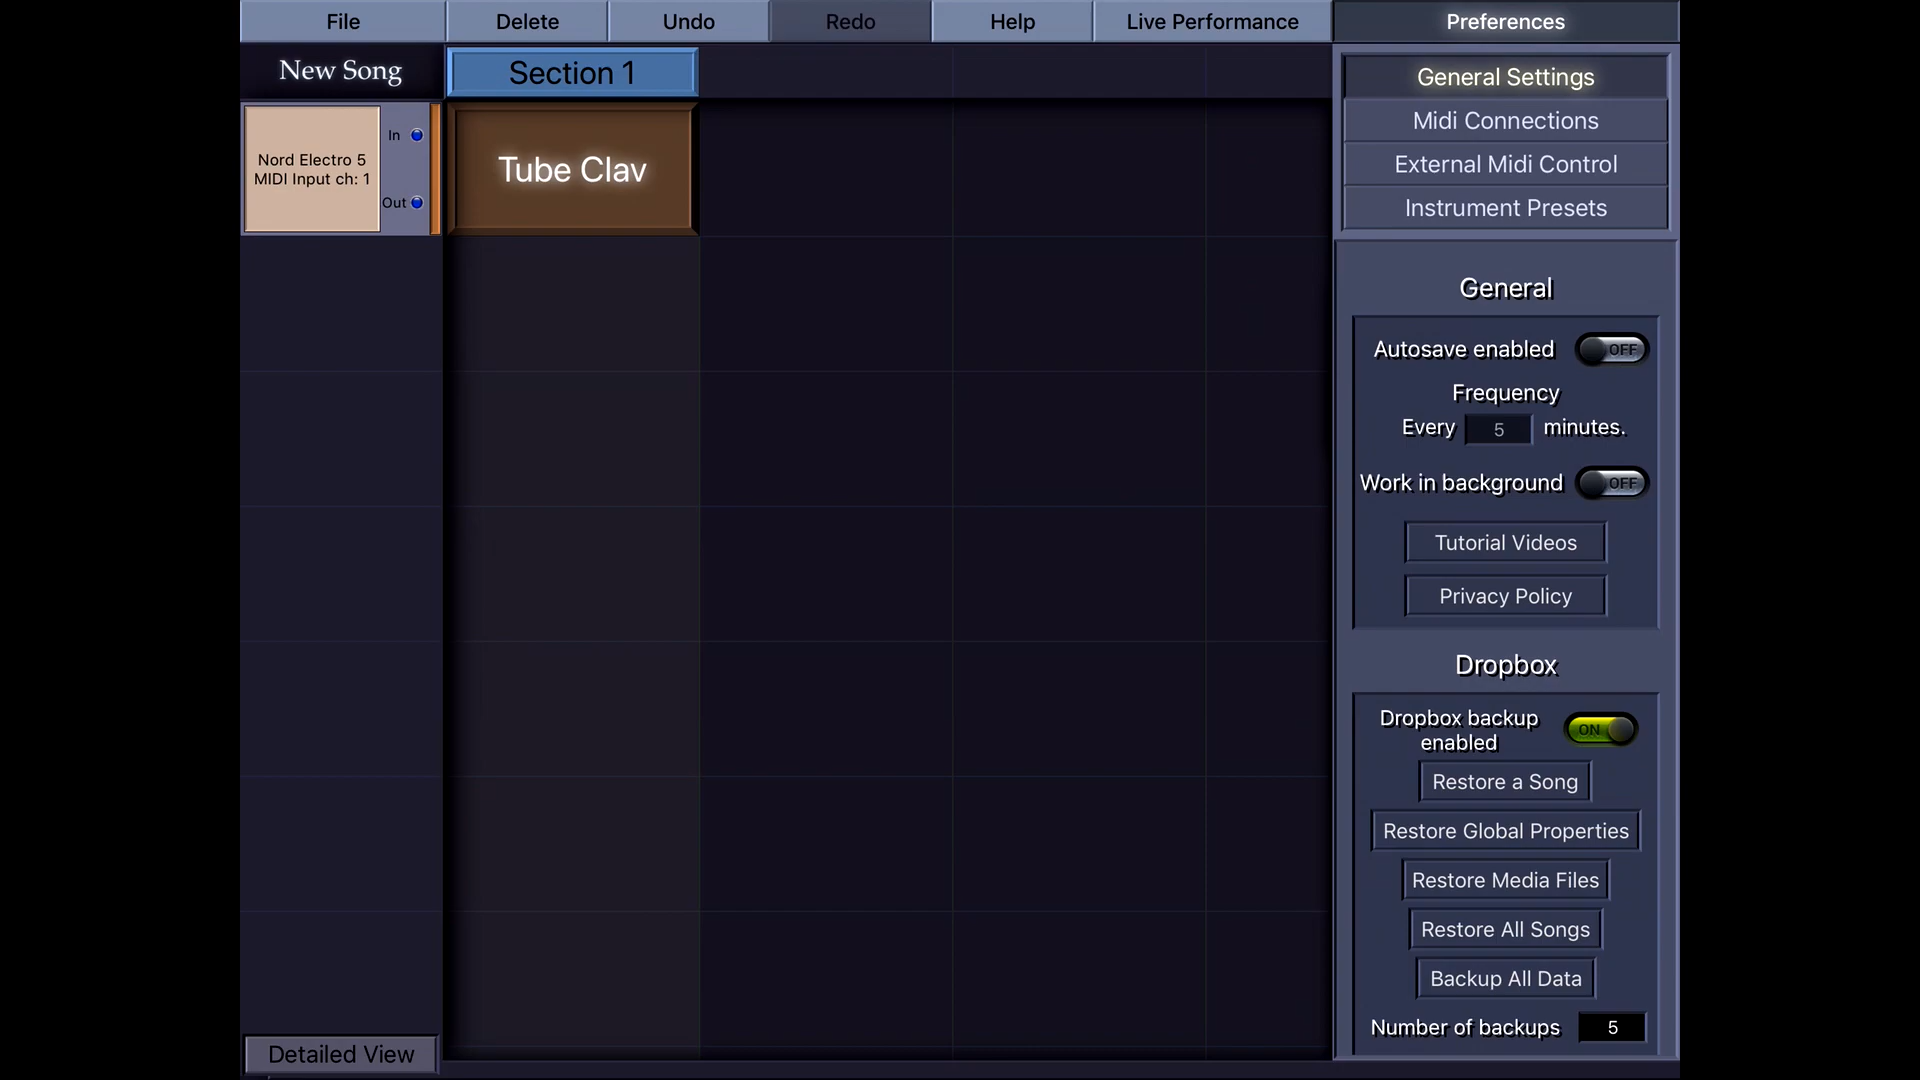 File
Delete
Undo
Redo
Help
Live Performance
Preferences
New Song
Section 1
General Settings
Midi Connections
External Midi Control
Instrument Presets
Nord Electro 5
MIDI Input ch: 1
In
Out
Tube Clav
General
Autosave enabled
OFF
Frequency
Every 5 minutes.
Work in background
OFF
Tutorial Videos
Privacy Policy
Dropbox
Dropbox backup
enabled
ON
Restore a Song
Restore Global Properties
Restore Media Files
Restore All Songs
Backup All Data
Number of backups 5
Detailed View